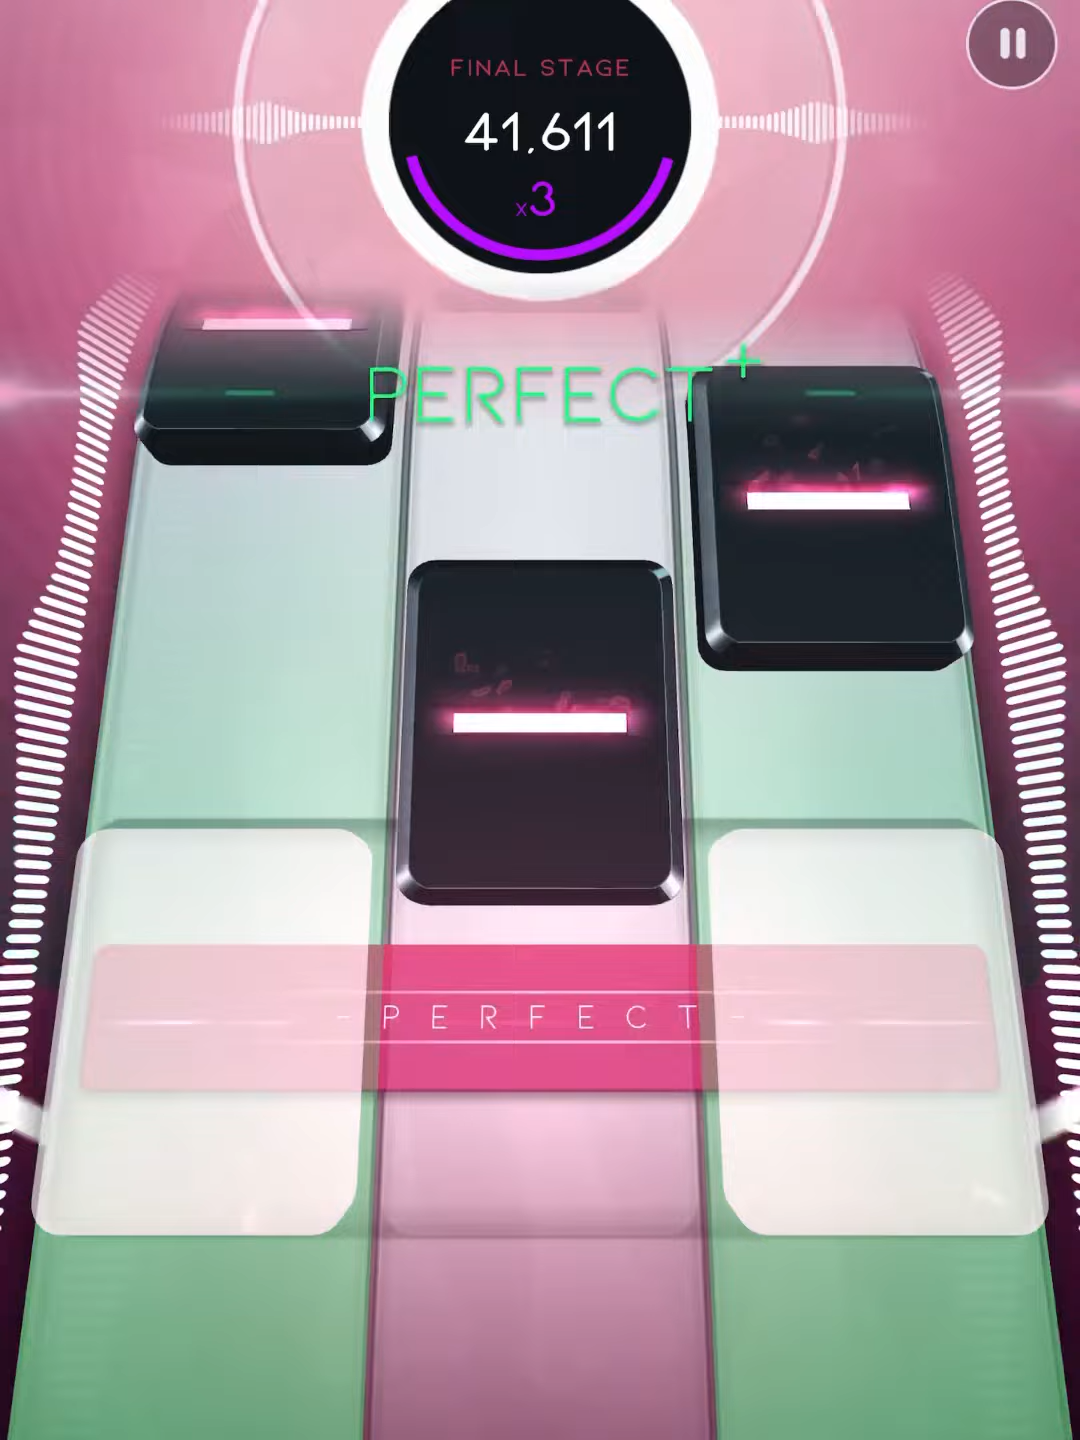 FINAL STAGE
41,611
x3
PERFECT+
- PERFECT -